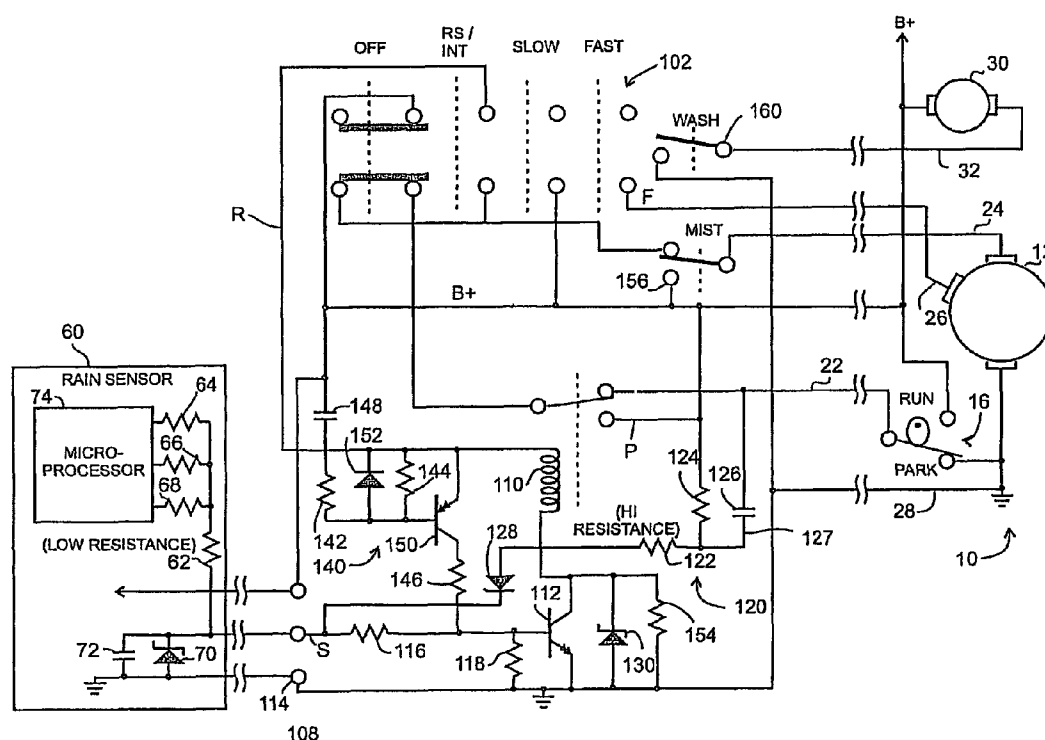 OFF
RS /
INT
SLOW
FAST
102
B+
30
WASH
160
32
R
F
24
MIST
156
B+
26
60
RAIN SENSOR
74
64
MICRO-
PROCESSOR
66
68
(LOW RESISTANCE)
62
148
152
144
142
140
150
146
110
22
P
RUN
16
PARK
124
126
(HI
RESISTANCE)
128
122
127
28
10
120
112
72
70
S
116
118
130
154
114
108